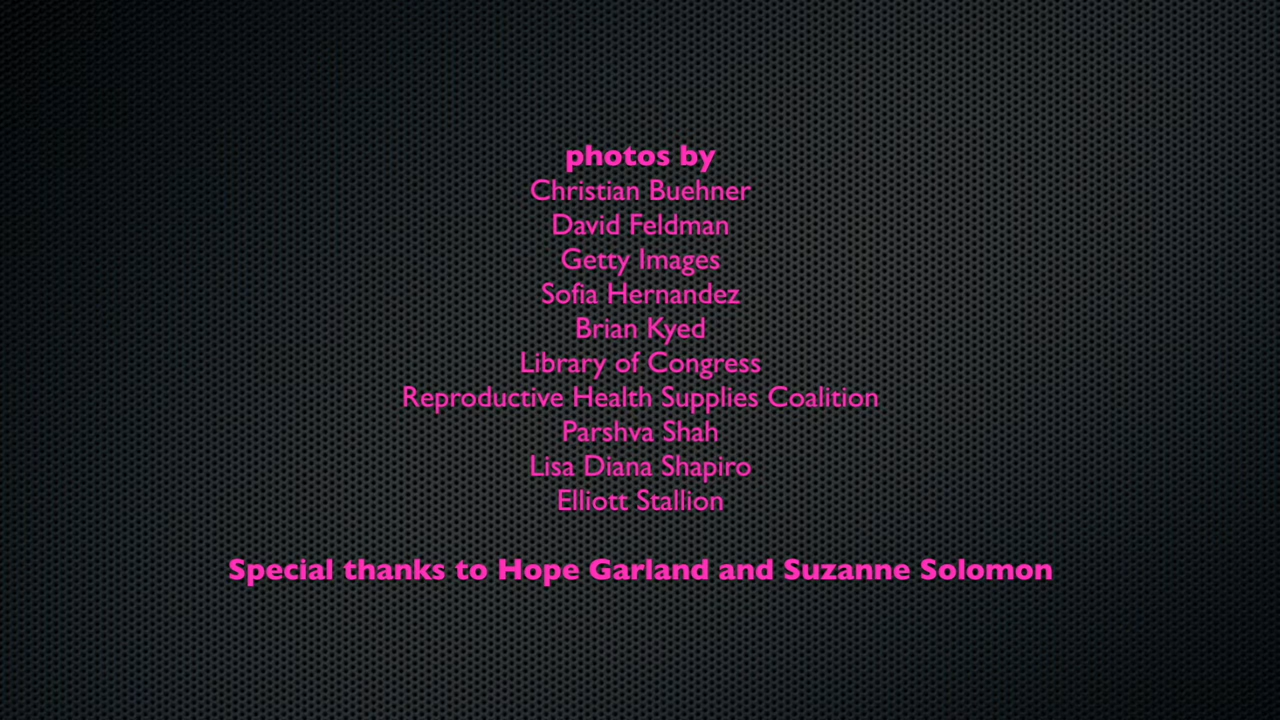 photos by
Christian Buehner
David Feldman
Getty Images
Sofia Hernandez
Brian Kyed
Library of Congress
Reproductive Health Supplies Coalition
Parshva Shah
Lisa Diana Shapiro
Elliott Stallion
Special thanks to Hope Garland and Suzanne Solomon